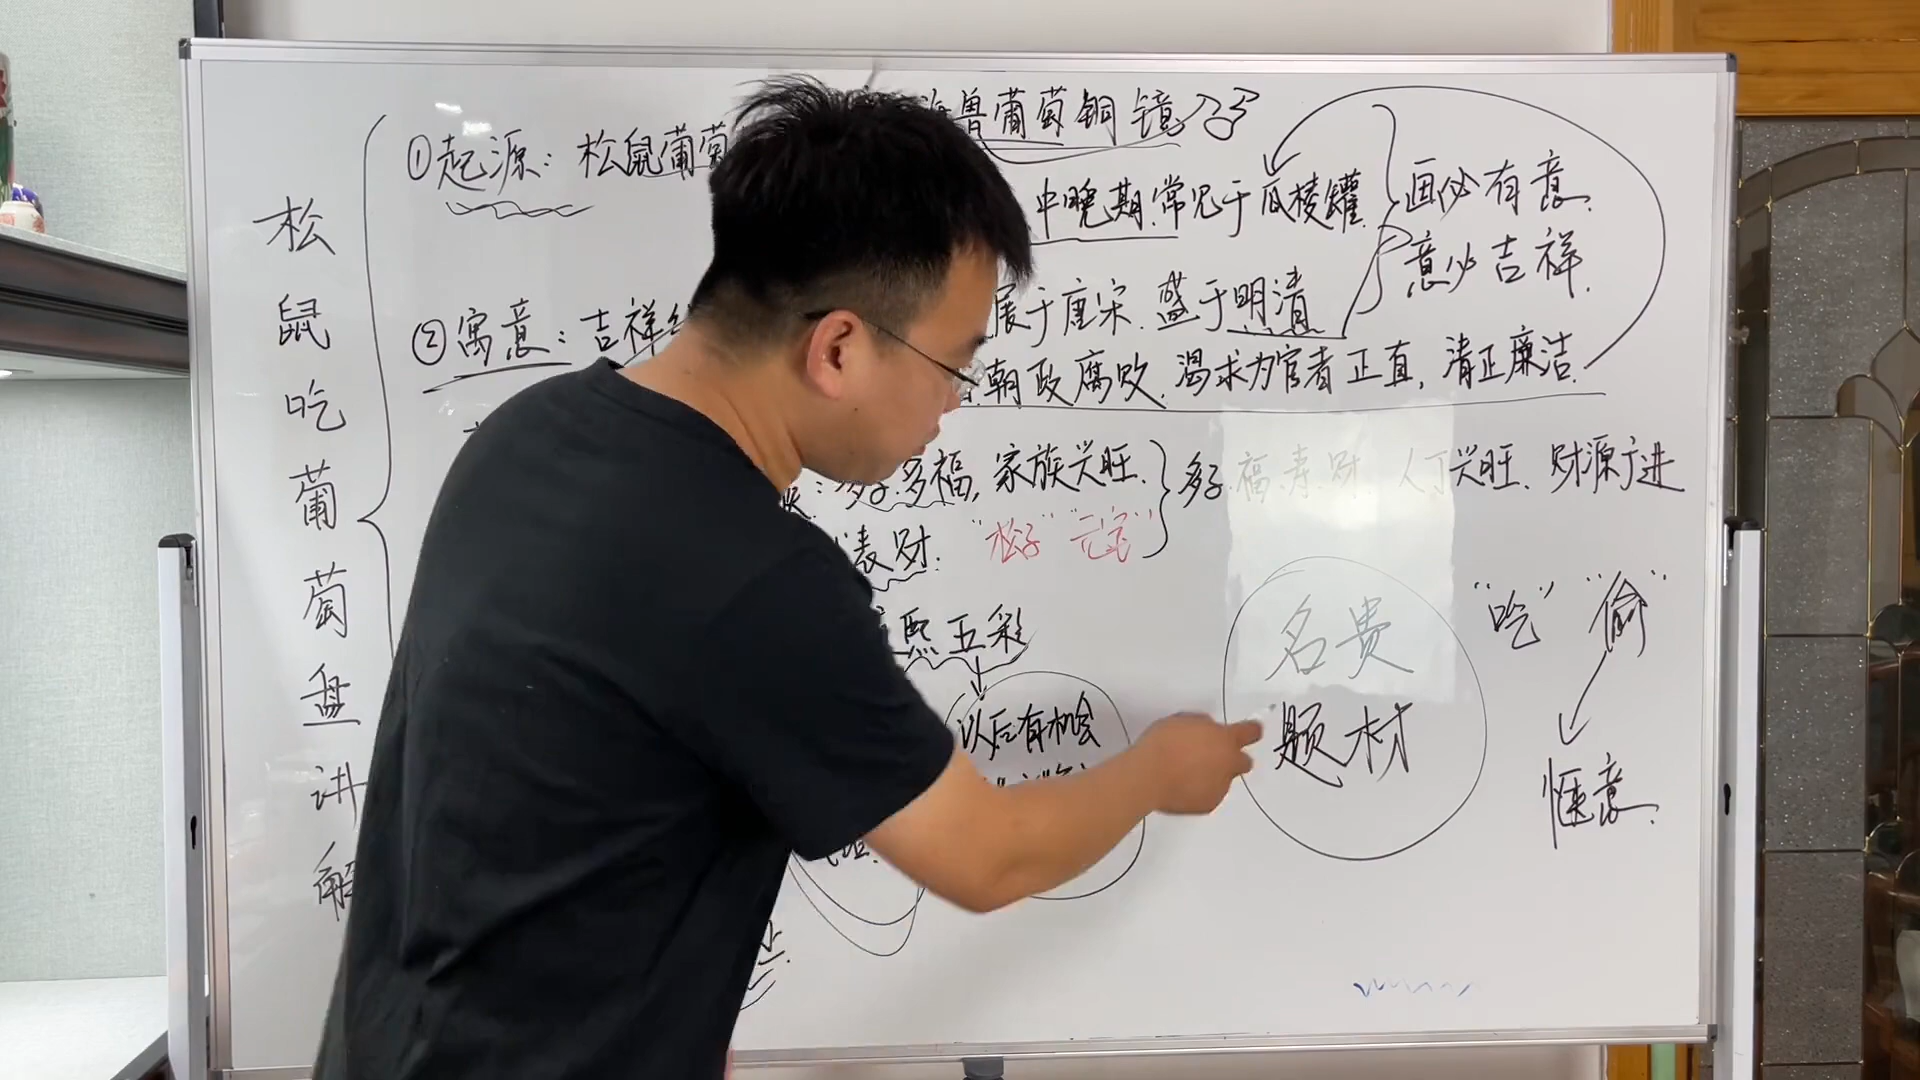 松鼠吃葡萄盘讲解
①起源：松鼠葡萄
兽葡萄铜镜
中晚期.常见于瓜棱罐
画必有意.
意必吉祥.
②寓意：吉祥
展于唐宋.盛于明清
朝政腐败.渴求为官者正直,清正廉洁.
多子.多福,家族兴旺.
多子.福.寿.财.人丁兴旺.财源广进
表财. "松子" "元宝"
熙五彩
以后有机会
名贵
题材
"吃" "偷"
惬意.